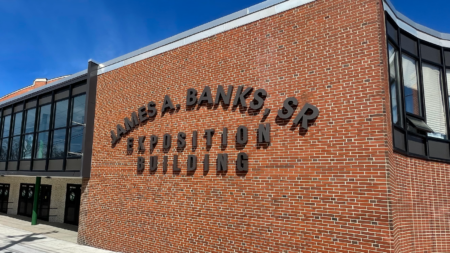 JAMES A. BANKS, SR.
EXPOSITION
BUILDING